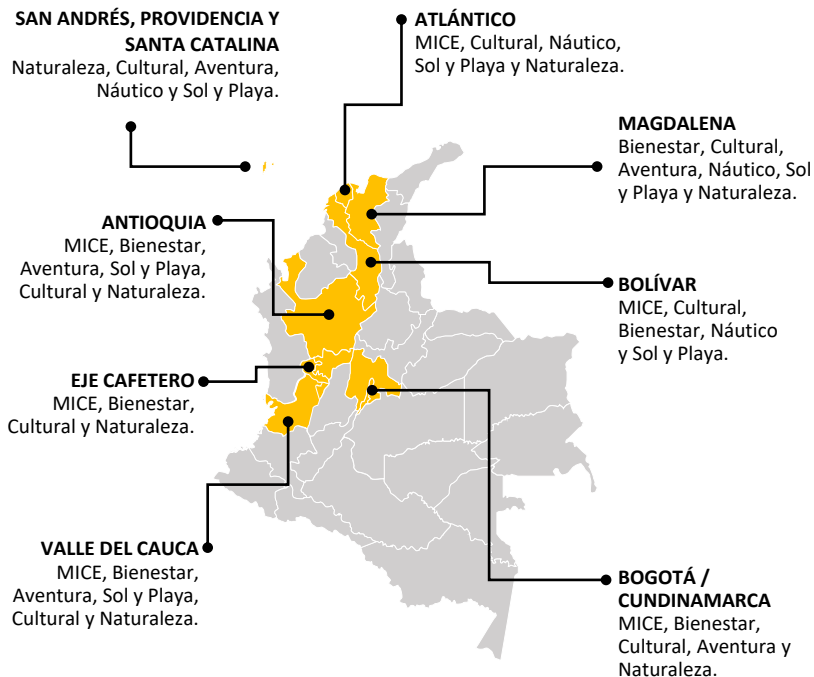 SAN ANDRÉS, PROVIDENCIA Y
SANTA CATALINA
Naturaleza, Cultural, Aventura,
Náutico y Sol y Playa.
ATLÁNTICO
MICE, Cultural, Náutico,
Sol y Playa y Naturaleza.
MAGDALENA
Bienestar, Cultural,
Aventura, Náutico, Sol
y Playa y Naturaleza.
ANTIOQUIA
MICE, Bienestar,
Aventura, Sol y Playa,
Cultural y Naturaleza.
BOLÍVAR
MICE, Cultural,
Bienestar, Náutico
y Sol y Playa.
EJE CAFETERO
MICE, Bienestar,
Cultural y Naturaleza.
VALLE DEL CAUCA
MICE, Bienestar,
Aventura, Sol y Playa,
Cultural y Naturaleza.
BOGOTÁ /
CUNDINAMARCA
MICE, Bienestar,
Cultural, Aventura y
Naturaleza.